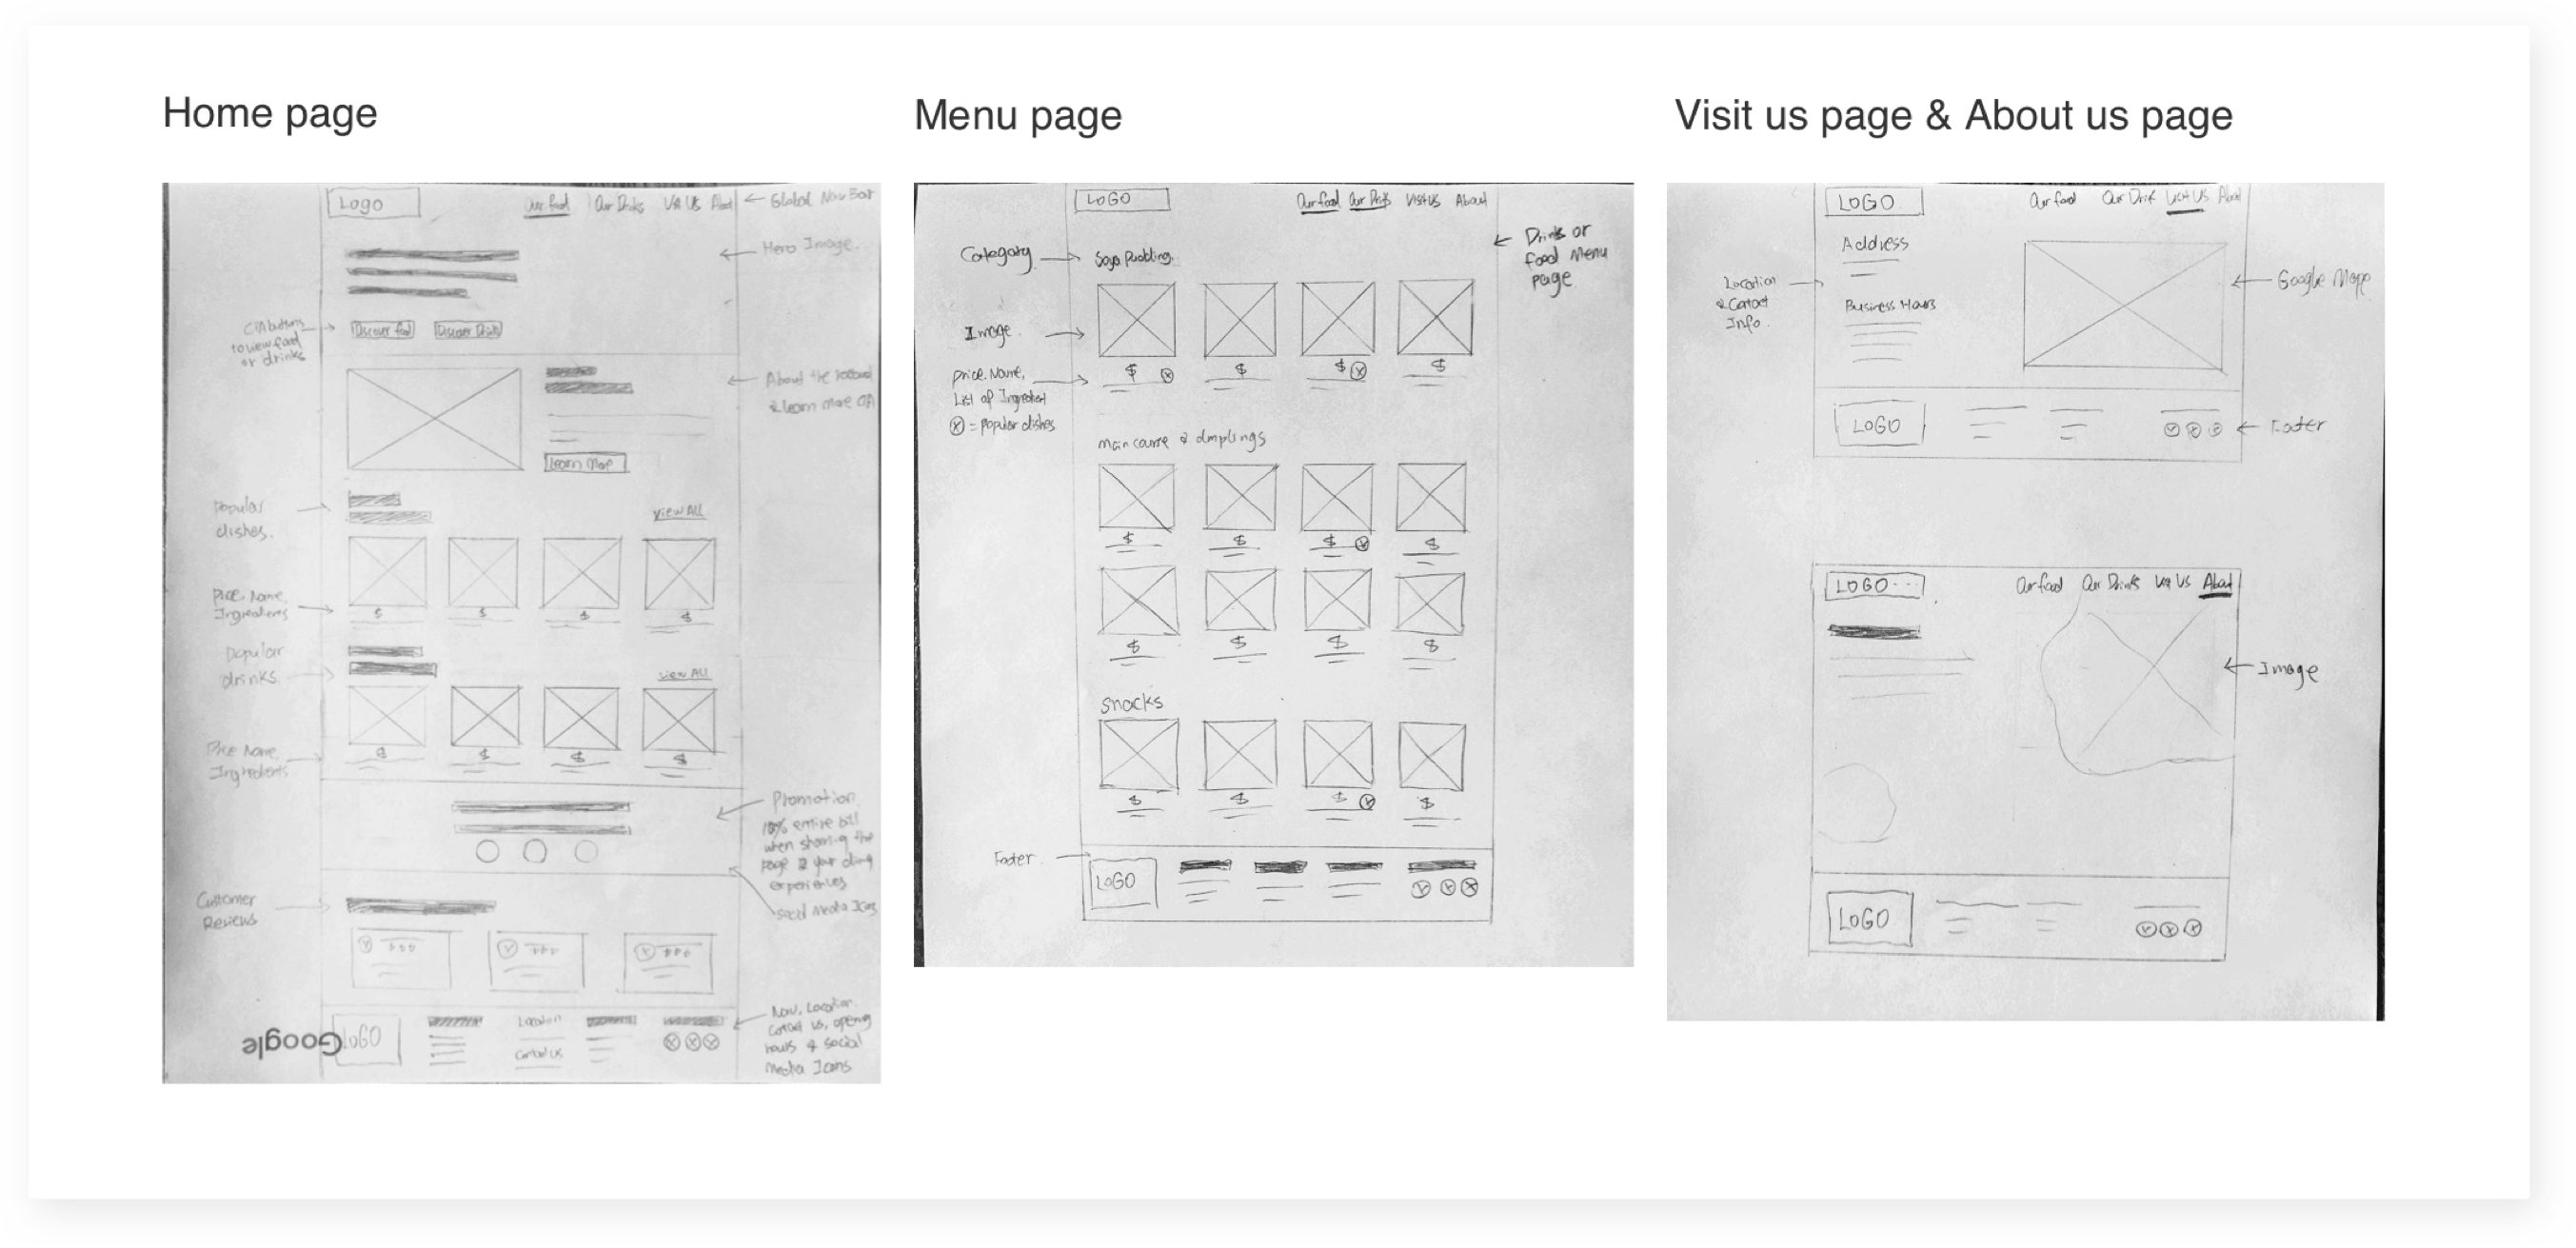 Home page
Logo
Our food Our Drinks Visit Us About
Global Nav Bar
Hero Image.
CTA buttons
to view food
or drinks
Discover food Discover Drinks
About the
& learn more
Learn More
Popular
dishes.
view ALL
Price, Name,
Ingredients
$ $ $ $
Popular
drinks
view ALL
Price Name,
Ingredients
$ $ $ $
Promotion
10% entire bill
when sharing the
page & your dining
experiences
social media Icons
Customer
Reviews
Google
LOGO
Location
Contact us
Nav, Location
Contact us, opening
hours & social
Media Icons
Menu page
LOGO
Our food Our Drinks Visit Us About
Category
Soya Pudding.
Drinks or
food Menu
page
Image.
Price, Name,
List of Ingredient
X = Popular dishes
$ $ $ $
main course & dumplings
$ $ $ $
$ $ $ $
snacks
$ $ $ $
Footer
LOGO
Visit us page & About us page
LOGO
Our food Our Drink Visit Us About
Address
Business Hours
Location
& Contact
Info.
Google Map
LOGO
Footer
LOGO
Our food Our Drinks Visit Us About
Image
LOGO